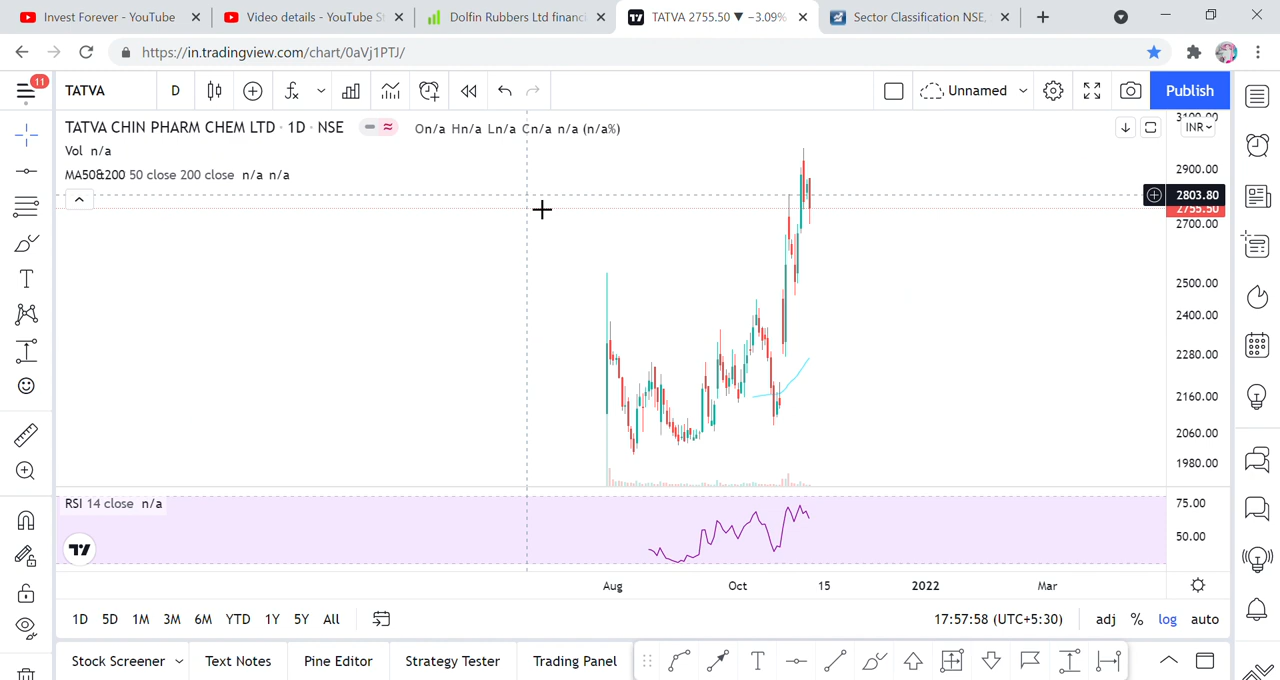 Invest Forever - YouTube
Video details - YouTube St
Dolfin Rubbers Ltd financi
TATVA 2755.50 ▼ −3.09%
Sector Classification NSE,
https://in.tradingview.com/chart/0aVj1PTJ/
11
TATVA
D
Unnamed
Publish
TATVA CHIN PHARM CHEM LTD · 1D · NSE
On/a Hn/a Ln/a Cn/a n/a (n/a%)
3100.00
INR
Vol n/a
MA50&200 50 close 200 close n/a n/a
2900.00
2803.80
2755.50
2700.00
2500.00
2400.00
2280.00
2160.00
2060.00
1980.00
RSI 14 close n/a
75.00
50.00
Aug
Oct
15
2022
Mar
1D 5D 1M 3M 6M YTD 1Y 5Y All
17:57:58 (UTC+5:30)
adj % log auto
Stock Screener
Text Notes
Pine Editor
Strategy Tester
Trading Panel